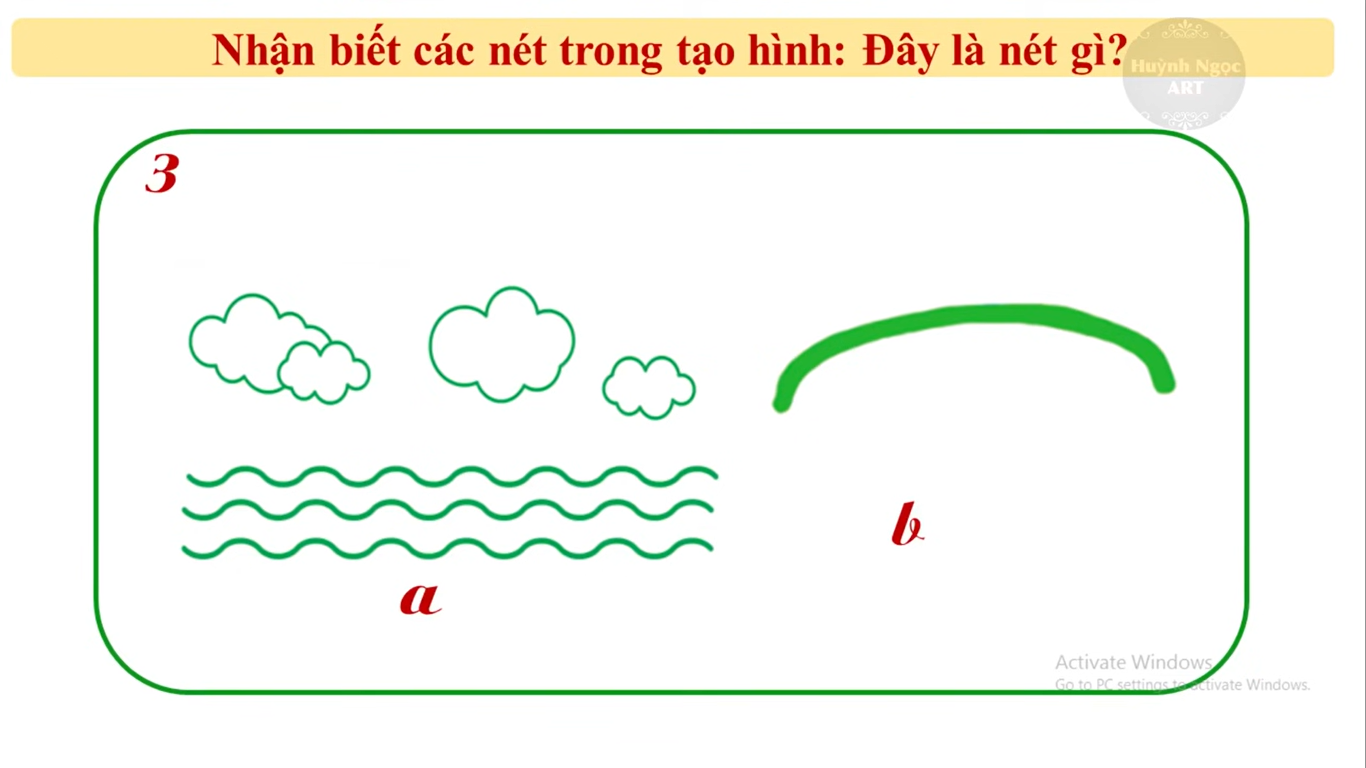 Nhận biết các nét trong tạo hình: Đây là nét gì?
Huỳnh Ngọc
ART
3
a
b
Activate Windows
Go to PC settings to activate Windows.